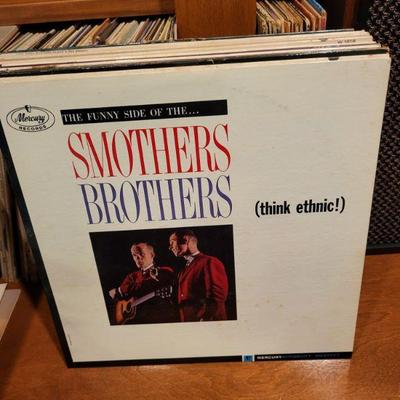 Mercury
RECORDS
THE FUNNY SIDE OF THE...
SMOTHERS
BROTHERS
(think ethnic!)
MERCURY